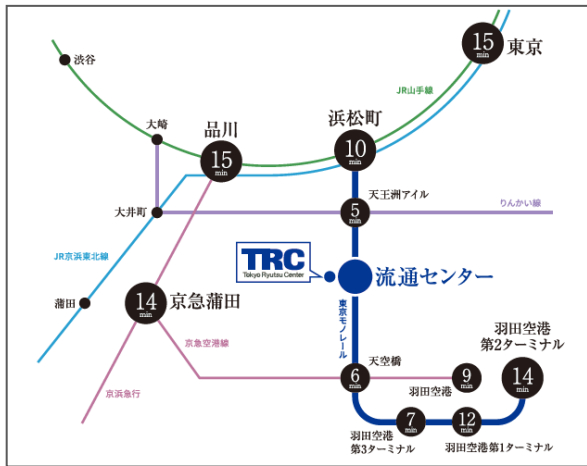 15
min
東京
渋谷
JR山手線
大崎
品川
浜松町
15
min
10
min
天王洲アイル
大井町
5
min
りんかい線
JR京浜東北線
TRC
Tokyo Ryutsu Center
流通センター
蒲田
14
min
京急蒲田
東京モノレール
京急空港線
天空橋
羽田空港
第2ターミナル
6
min
9
min
14
min
羽田空港
京浜急行
7
min
12
min
羽田空港
第3ターミナル
羽田空港第1ターミナル